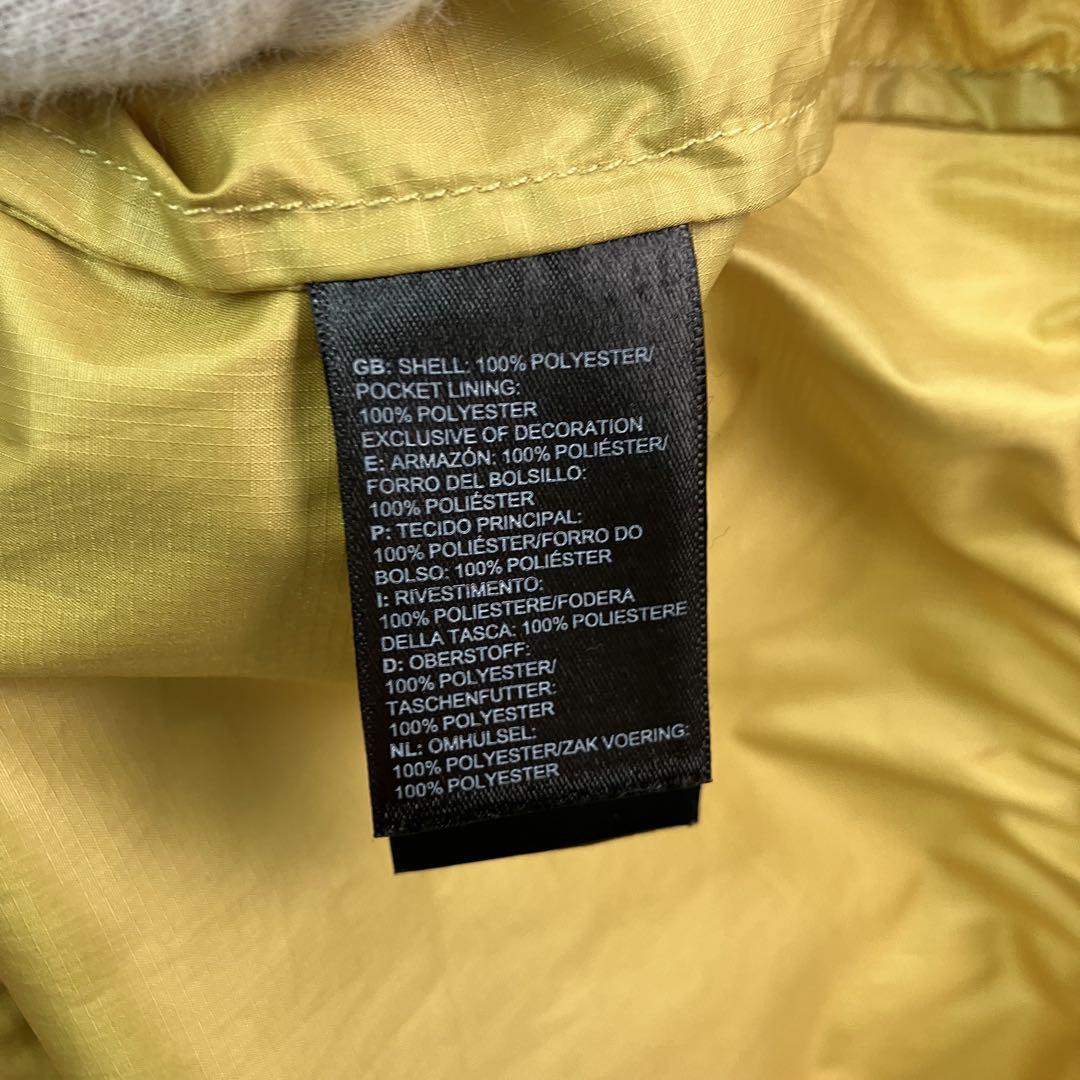 GB: SHELL: 100% POLYESTER/
POCKET LINING:
100% POLYESTER
EXCLUSIVE OF DECORATION
E: ARMAZÓN: 100% POLIÉSTER/
FORRO DEL BOLSILLO:
100% POLIÉSTER
P: TECIDO PRINCIPAL:
100% POLIÉSTER/FORRO DO
BOLSO: 100% POLIÉSTER
I: RIVESTIMENTO:
100% POLIESTERE/FODERA
DELLA TASCA: 100% POLIESTERE
D: OBERSTOFF:
100% POLYESTER/
TASCHENFUTTER:
100% POLYESTER
NL: OMHULSEL:
100% POLYESTER/ZAK VOERING:
100% POLYESTER